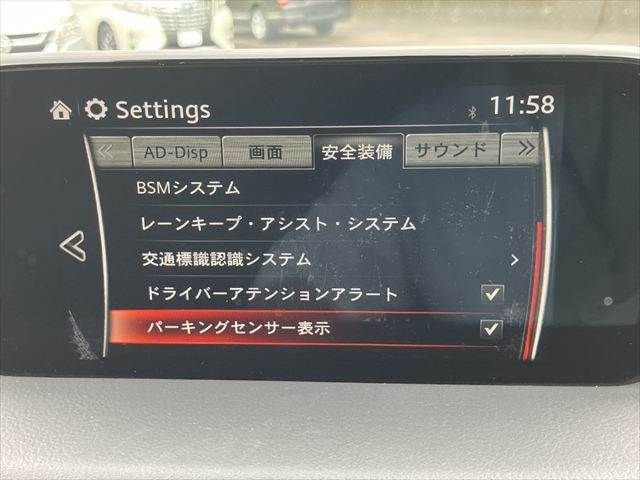 Settings 11:58
AD-Disp 画面 安全装備 サウンド
BSMシステム
レーンキープ・アシスト・システム
交通標識認識システム
ドライバーアテンションアラート
パーキングセンサー表示